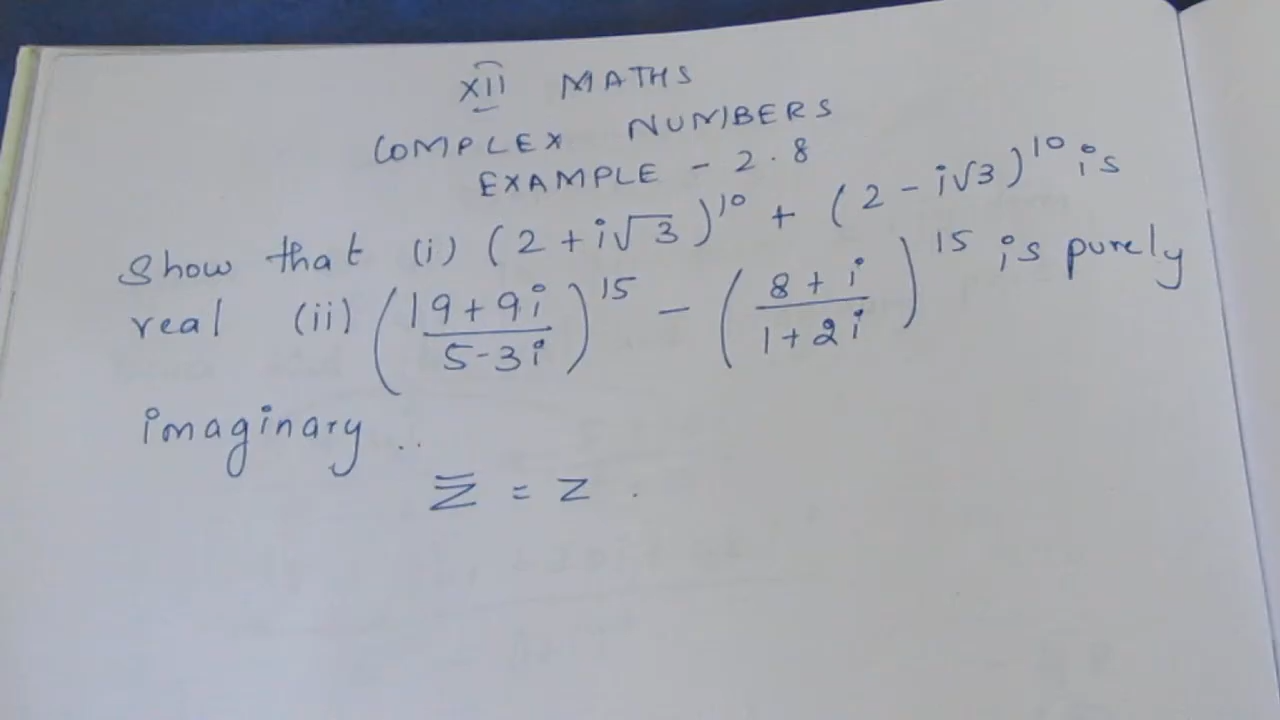 XII MATHS
COMPLEX NUMBERS
EXAMPLE - 2.8
Show that (i) (2 + i√3)^10 + (2 - i√3)^10 is
real (ii) ((19 + 9i)/(5 - 3i))^15 - ((8 + i)/(1 + 2i))^15 is purely
imaginary ..
z̅ = z .